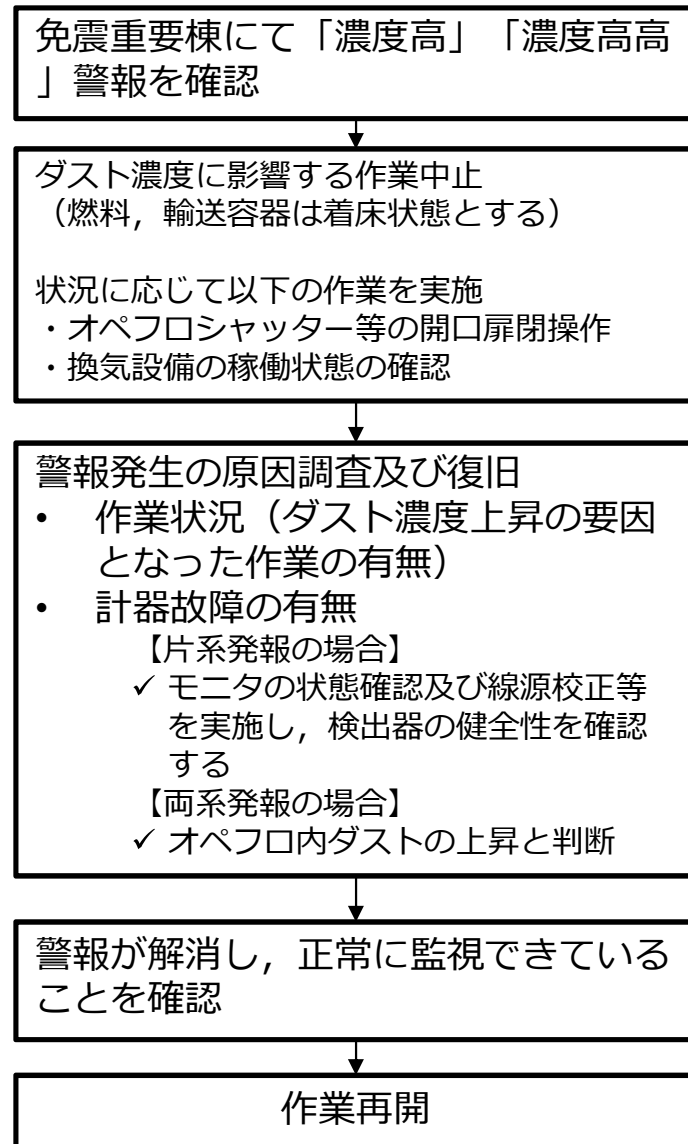 免震重要棟にて「濃度高」「濃度高高
」警報を確認
ダスト濃度に影響する作業中止
（燃料，輸送容器は着床状態とする）
状況に応じて以下の作業を実施
・オペフロシャッター等の開口扉閉操作
・換気設備の稼働状態の確認
警報発生の原因調査及び復旧
• 作業状況（ダスト濃度上昇の要因
となった作業の有無）
• 計器故障の有無
【片系発報の場合】
✓ モニタの状態確認及び線源校正等
を実施し，検出器の健全性を確認
する
【両系発報の場合】
✓ オペフロ内ダストの上昇と判断
警報が解消し，正常に監視できている
ことを確認
作業再開